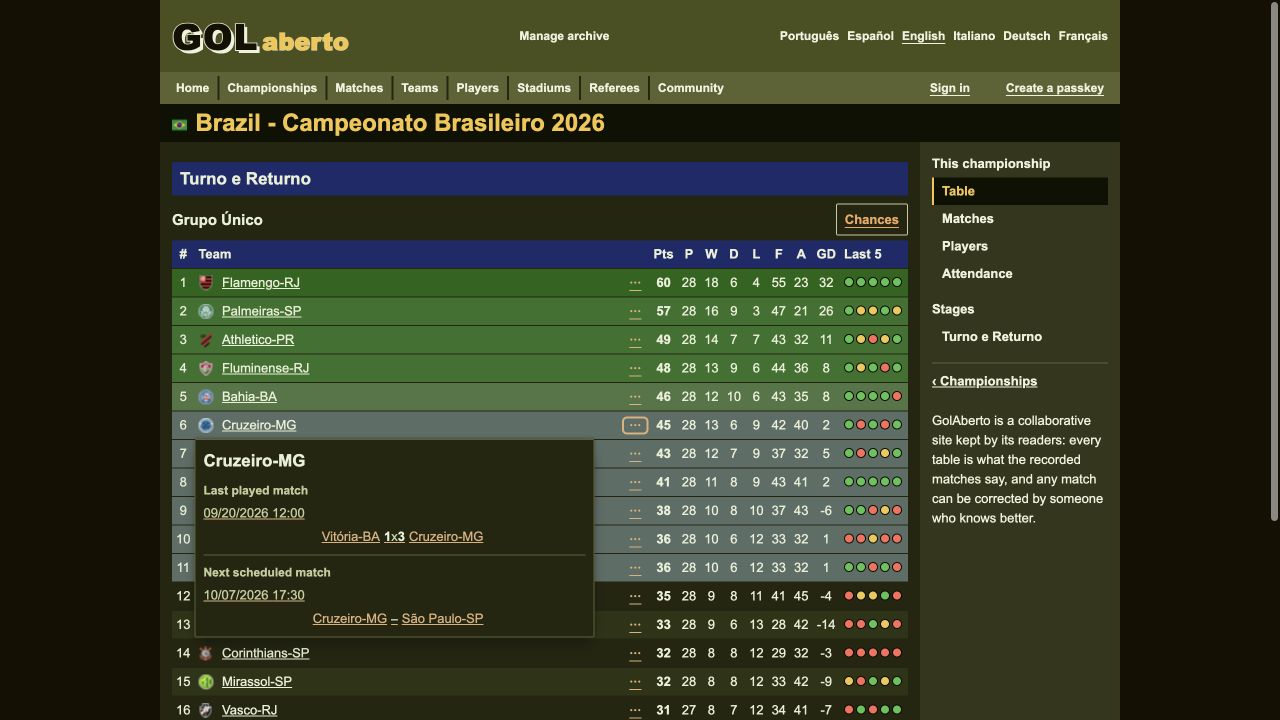 GOL aberto
Manage archive
Português Español English Italiano Deutsch Français
Home Championships Matches Teams Players Stadiums Referees Community
Sign in Create a passkey
Brazil - Campeonato Brasileiro 2026
Turno e Returno
Grupo Único
Chances
# Team Pts P W D L F A GD Last 5
1 Flamengo-RJ ... 60 28 18 6 4 55 23 32
2 Palmeiras-SP ... 57 28 16 9 3 47 21 26
3 Athletico-PR ... 49 28 14 7 7 43 32 11
4 Fluminense-RJ ... 48 28 13 9 6 44 36 8
5 Bahia-BA ... 46 28 12 10 6 43 35 8
6 Cruzeiro-MG ... 45 28 13 6 9 42 40 2
7 ... 43 28 12 7 9 37 32 5
8 ... 41 28 11 8 9 43 41 2
9 ... 38 28 10 8 10 37 43 -6
10 ... 36 28 10 6 12 33 32 1
11 ... 36 28 10 6 12 33 32 1
12 ... 35 28 9 8 11 41 45 -4
13 ... 33 28 9 6 13 28 42 -14
14 Corinthians-SP ... 32 28 8 8 12 29 32 -3
15 Mirassol-SP ... 32 28 8 8 12 33 42 -9
16 Vasco-RJ ... 31 27 8 7 12 34 41 -7
Cruzeiro-MG
Last played match
09/20/2026 12:00
Vitória-BA 1x3 Cruzeiro-MG
Next scheduled match
10/07/2026 17:30
Cruzeiro-MG – São Paulo-SP
This championship
Table
Matches
Players
Attendance
Stages
Turno e Returno
‹ Championships
GolAberto is a collaborative
site kept by its readers: every
table is what the recorded
matches say, and any match
can be corrected by someone
who knows better.